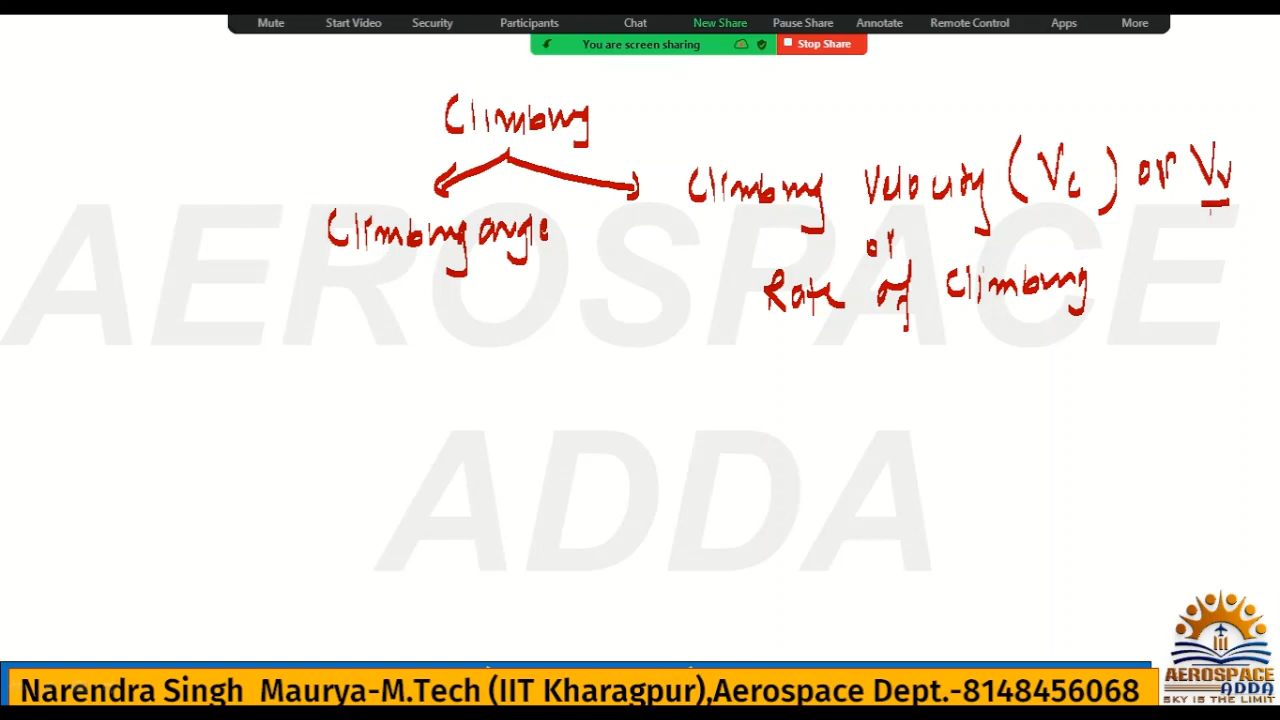 Mute Start Video Security Participants Chat New Share Pause Share Annotate Remote Control Apps More
You are screen sharing Stop Share
Climbing
Climbing angle
Climbing Velocity (Vc) or Vv
or
Rate of Climbing
AEROSPACE
ADDA
Narendra Singh Maurya-M.Tech (IIT Kharagpur),Aerospace Dept.-8148456068
AEROSPACE
ADDA
SKY IS THE LIMIT